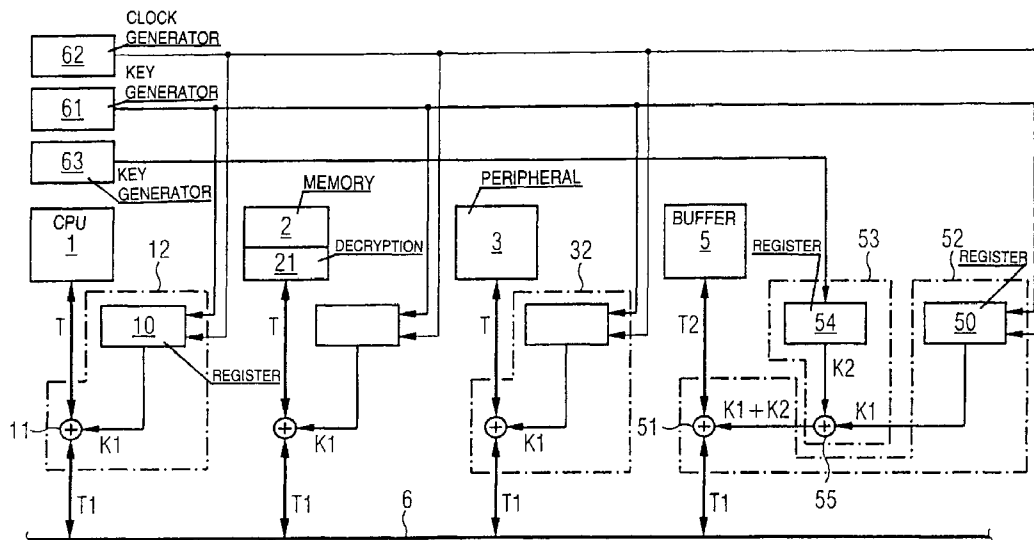 CLOCK
GENERATOR
62
KEY
GENERATOR
61
63
KEY
GENERATOR
CPU
1
12
MEMORY
2
DECRYPTION
21
PERIPHERAL
3
32
BUFFER
5
REGISTER
53
52
REGISTER
T
10
REGISTER
T
T
T2
54
50
K2
11
K1
K1
K1
51
K1+K2
K1
55
T1
T1
T1
T1
6